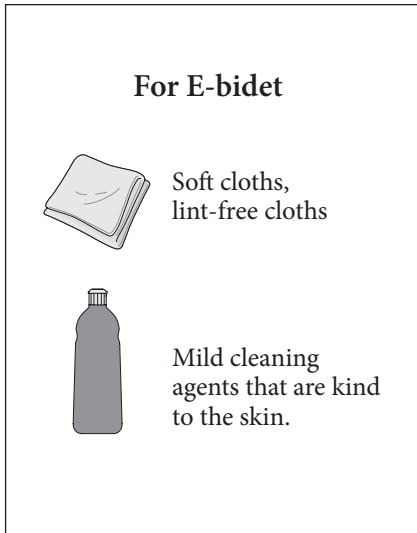 For E-bidet
Soft cloths,
lint-free cloths
Mild cleaning
agents that are kind
to the skin.